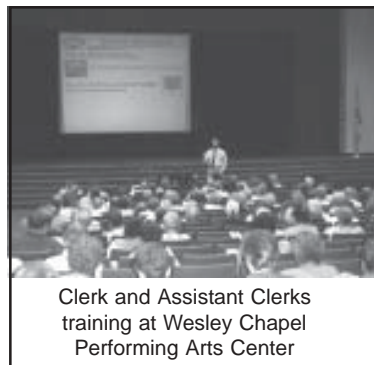 Clerk and Assistant Clerks
training at Wesley Chapel
Performing Arts Center